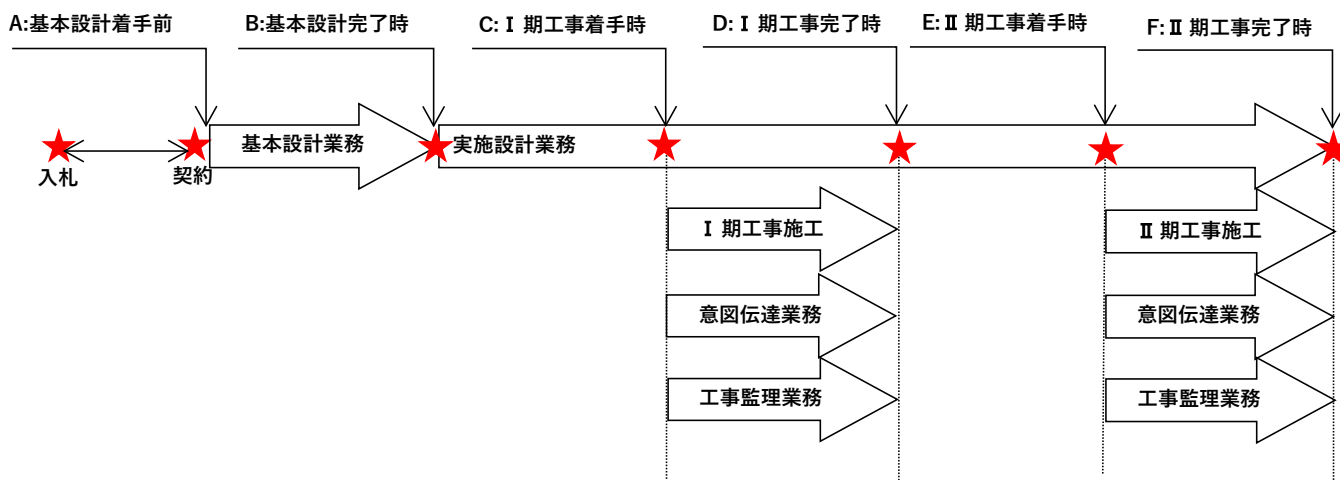 A:基本設計着手前
B:基本設計完了時
C:Ⅰ 期工事着手時
D:Ⅰ 期工事完了時
E:Ⅱ 期工事着手時
F:Ⅱ 期工事完了時
入札
契約
基本設計業務
実施設計業務
Ⅰ 期工事施工
Ⅱ 期工事施工
意図伝達業務
意図伝達業務
工事監理業務
工事監理業務